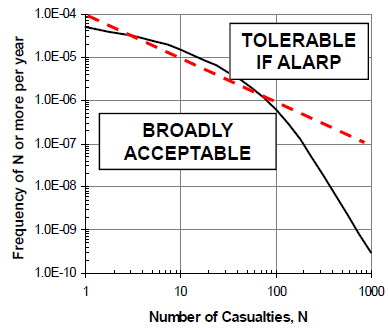 1.0E-04
1.0E-05
1.0E-06
1.0E-07
1.0E-08
1.0E-09
1.0E-10
Frequency of N or more per year
TOLERABLE
IF ALARP
BROADLY
ACCEPTABLE
1
10
100
1000
Number of Casualties, N